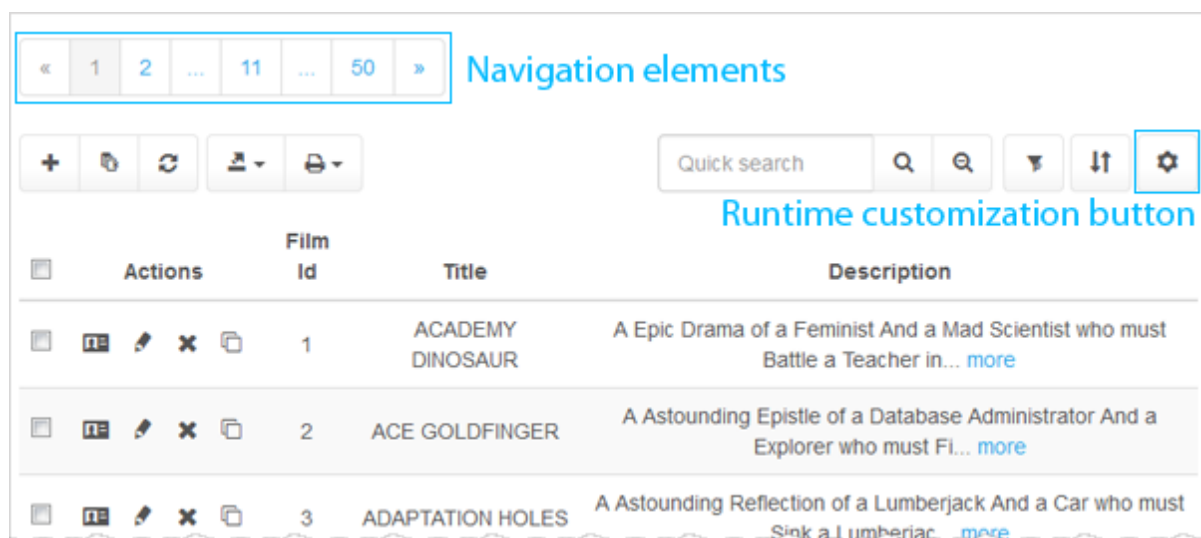 « 1 2 ... 11 ... 50 » Navigation elements
Quick search
Runtime customization button
Film
Actions Id Title Description
1 ACADEMY DINOSAUR A Epic Drama of a Feminist And a Mad Scientist who must
Battle a Teacher in... more
2 ACE GOLDFINGER A Astounding Epistle of a Database Administrator And a
Explorer who must Fi... more
3 ADAPTATION HOLES A Astounding Reflection of a Lumberjack And a Car who must
Sink a Lumberjac... more